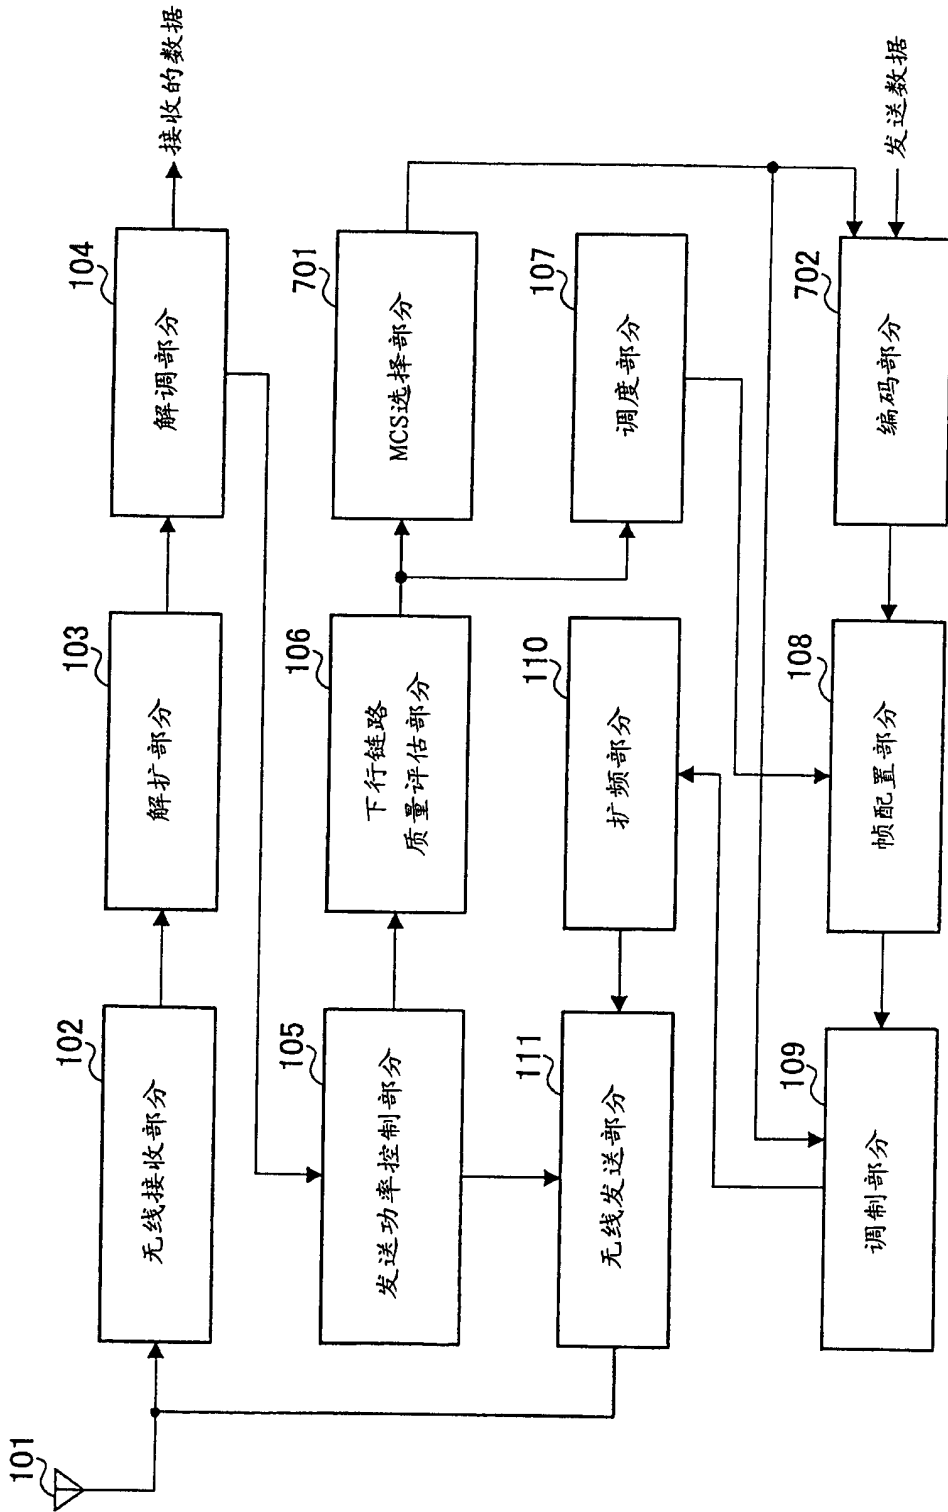 101
102
无线接收部分
103
解扩部分
104
解调部分
接收的数据
105
发送功率控制部分
106
下行链路
质量评估部分
701
MCS选择部分
111
无线发送部分
110
扩频部分
107
调度部分
109
调制部分
108
帧配置部分
702
编码部分
发送数据